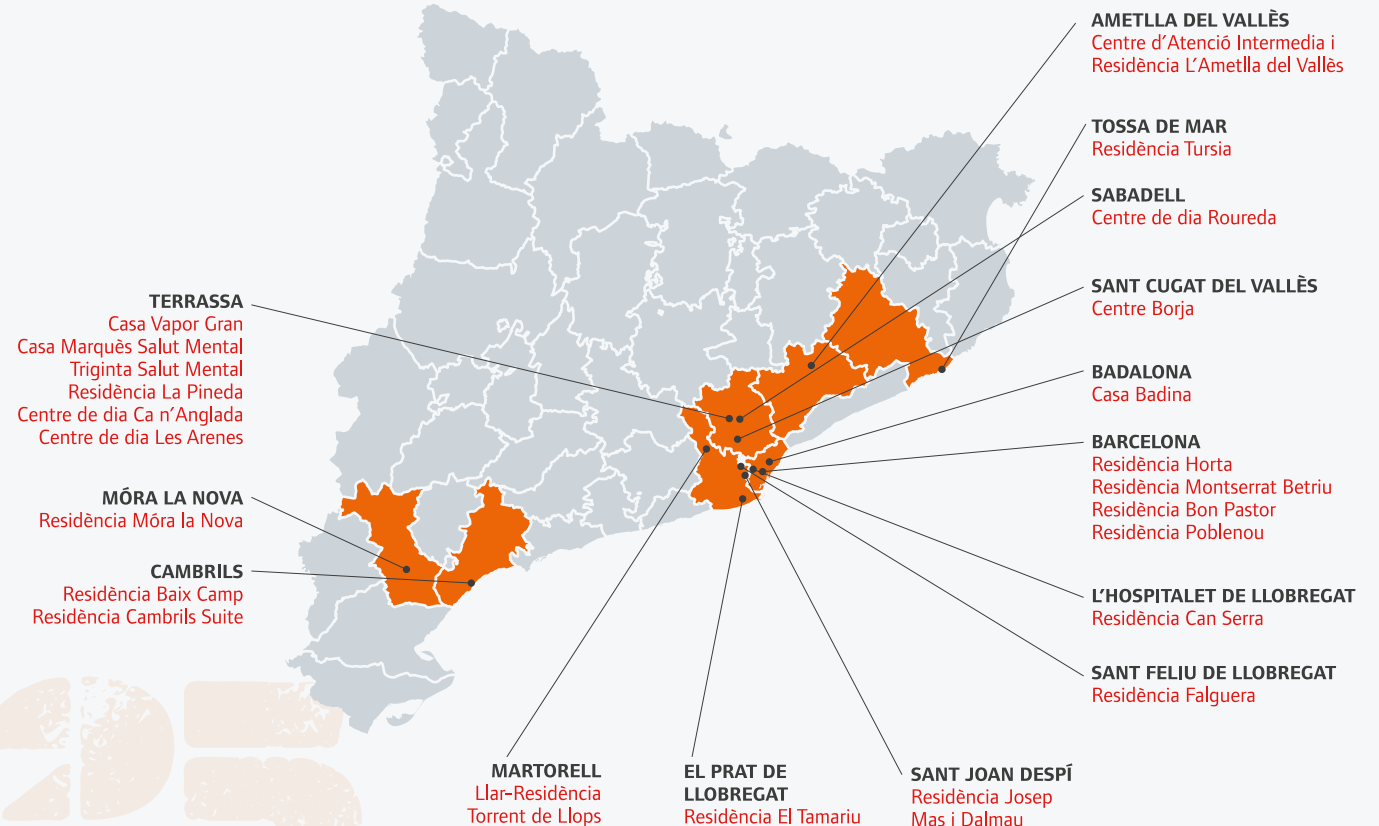 AMETLLA DEL VALLÈS
Centre d'Atenció Intermedia i
Residència L'Ametlla del Vallès
TOSSA DE MAR
Residència Tursia
SABADELL
Centre de dia Roureda
SANT CUGAT DEL VALLÈS
Centre Borja
BADALONA
Casa Badina
BARCELONA
Residència Horta
Residència Montserrat Betriu
Residència Bon Pastor
Residència Poblenou
L'HOSPITALET DE LLOBREGAT
Residència Can Serra
SANT FELIU DE LLOBREGAT
Residència Falguera
TERRASSA
Casa Vapor Gran
Casa Marquès Salut Mental
Triginta Salut Mental
Residència La Pineda
Centre de dia Ca n'Anglada
Centre de dia Les Arenes
MÓRA LA NOVA
Residència Móra la Nova
CAMBRILS
Residència Baix Camp
Residència Cambrils Suite
MARTORELL
Llar-Residència
Torrent de Llops
EL PRAT DE
LLOBREGAT
Residència El Tamariu
SANT JOAN DESPÍ
Residència Josep
Mas i Dalmau